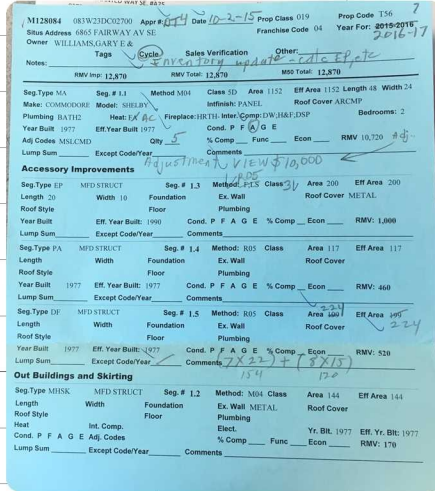 7
M128084 083W23DC02700 Appr# DT4 Date 10-2-15 Prop Class 019 Prop Code T56
Situs Address 6865 FAIRWAY AV SE Franchise Code 04 Year For: 2015-2016
2016-17
Owner WILLIAMS,GARY E &
Tags Cycle Sales Verification Other:
Notes: Inventory update - calc EP, etc
RMV Imp: 12,870 RMV Total: 12,870 M50 Total: 12,870
Seg.Type MA Seg. # 1.1 Method M04 Class 5D Area 1152 Eff Area 1152 Length 48 Width 24
Make: COMMODORE Model: SHELBY Intfinish: PANEL Roof Cover ARCMP
Plumbing BATH2 Heat: FA AC Fireplace: HRTH- Inter.Comp: DW;H&F;DSP Bedrooms: 2
Year Built 1977 Eff.Year Built 1977 Cond. P F A G E RMV 10,720 Adj-
Adj Codes MSLCMD Qlty 5 % Comp Func Econ
Lump Sum Except Code/Year Comments
Adjustment, VIEW $10,000
Accessory Improvements
R05
Seg.Type EP MFD STRUCT Seg. # 1.3 Method: Class 3V Area 200 Eff Area 200
Length 20 Width 10 Foundation Ex. Wall Roof Cover METAL
Roof Style Floor Plumbing
Year Built Eff. Year Built: 1990 Cond. P F A G E % Comp Econ RMV: 1,000
Lump Sum Except Code/Year Comments
Seg.Type PA MFD STRUCT Seg. # 1.4 Method: R05 Class Area 117 Eff Area 117
Length Width Foundation Ex. Wall Roof Cover
Roof Style Floor Plumbing
Year Built 1977 Eff. Year Built: 1977 Cond. P F A G E % Comp Econ RMV: 460
Lump Sum Except Code/Year Comments
274
Seg.Type DF MFD STRUCT Seg. # 1.5 Method: R05 Class Area 199 Eff Area 199
274
Length Width Foundation Ex. Wall Roof Cover
Roof Style Floor Plumbing
Year Built 1977 Eff. Year Built: 1977 Cond. P F A G E % Comp Econ RMV: 520
Lump Sum Except Code/Year Comments (7X22) + (8X15)
154 120
Out Buildings and Skirting
Seg.Type MHSK MFD STRUCT Seg. # 1.2 Method: M04 Class Area 144 Eff Area 144
Length Width Foundation Ex. Wall METAL Roof Cover
Roof Style Floor Plumbing
Heat Int. Comp. Elect. Yr. Blt. 1977 Eff. Yr. Blt: 1977
Cond. P F A G E Adj. Codes % Comp Func Econ RMV: 170
Lump Sum Except Code/Year Comments